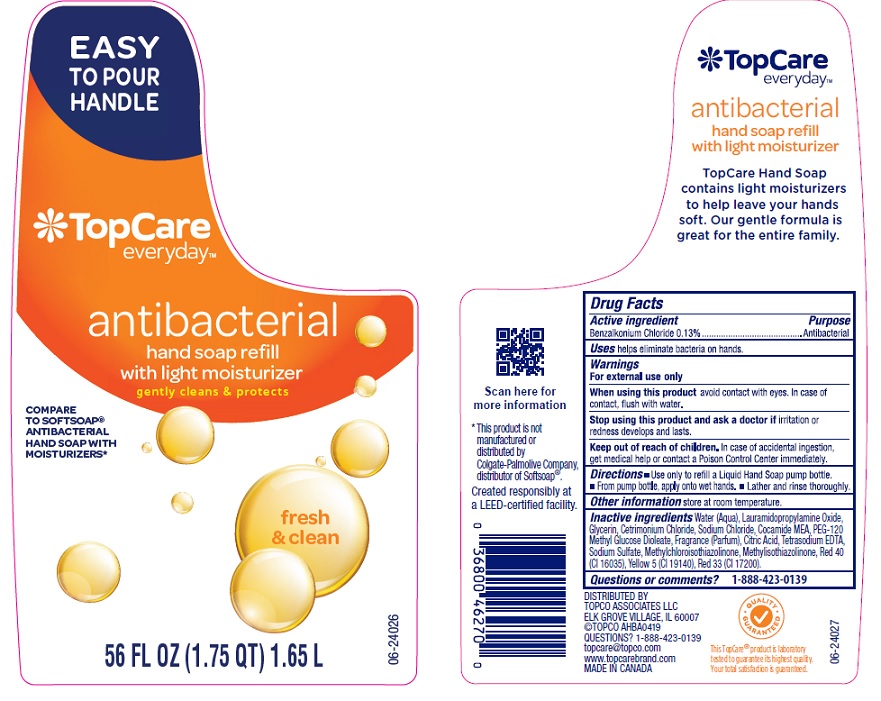 EASY
TO POUR
HANDLE
TopCare
everyday™
antibacterial
hand soap refill
with light moisturizer
gently cleans & protects
COMPARE
TO SOFTSOAP®
ANTIBACTERIAL
HAND SOAP WITH
MOISTURIZERS*
fresh
& clean
56 FL OZ (1.75 QT) 1.65 L
06-24026
TopCare
everyday™
antibacterial
hand soap refill
with light moisturizer
TopCare Hand Soap
contains light moisturizers
to help leave your hands
soft. Our gentle formula is
great for the entire family.
Scan here for
more information
*This product is not
manufactured or
distributed by
Colgate-Palmolive Company,
distributor of Softsoap®.
Created responsibly at
a LEED-certified facility.
0 36800 46270 0
Drug Facts
Active ingredient Purpose
Benzalkonium Chloride 0.13%.......................Antibacterial
Uses helps eliminate bacteria on hands.
Warnings
For external use only
When using this product avoid contact with eyes. In case of
contact, flush with water.
Stop using this product and ask a doctor if irritation or
redness develops and lasts.
Keep out of reach of children. In case of accidental ingestion,
get medical help or contact a Poison Control Center immediately.
Directions ■ Use only to refill a Liquid Hand Soap pump bottle.
■ From pump bottle, apply onto wet hands. ■ Lather and rinse thoroughly.
Other information store at room temperature.
Inactive ingredients Water (Aqua), Lauramidopropylamine Oxide,
Glycerin, Cetrimonium Chloride, Sodium Chloride, Cocamide MEA, PEG-120
Methyl Glucose Dioleate, Fragrance (Parfum), Citric Acid, Tetrasodium EDTA,
Sodium Sulfate, Methylchloroisothiazolinone, Methylisothiazolinone, Red 40
(CI 16035), Yellow 5 (CI 19140), Red 33 (CI 17200).
Questions or comments? 1-888-423-0139
DISTRIBUTED BY
TOPCO ASSOCIATES LLC
ELK GROVE VILLAGE, IL 60007
©TOPCO AHBA0419
QUESTIONS? 1-888-423-0139
topcare@topco.com
www.topcarebrand.com
MADE IN CANADA
QUALITY
GUARANTEED
This TopCare® product is laboratory
tested to guarantee its highest quality.
Your total satisfaction is guaranteed.
06-24027